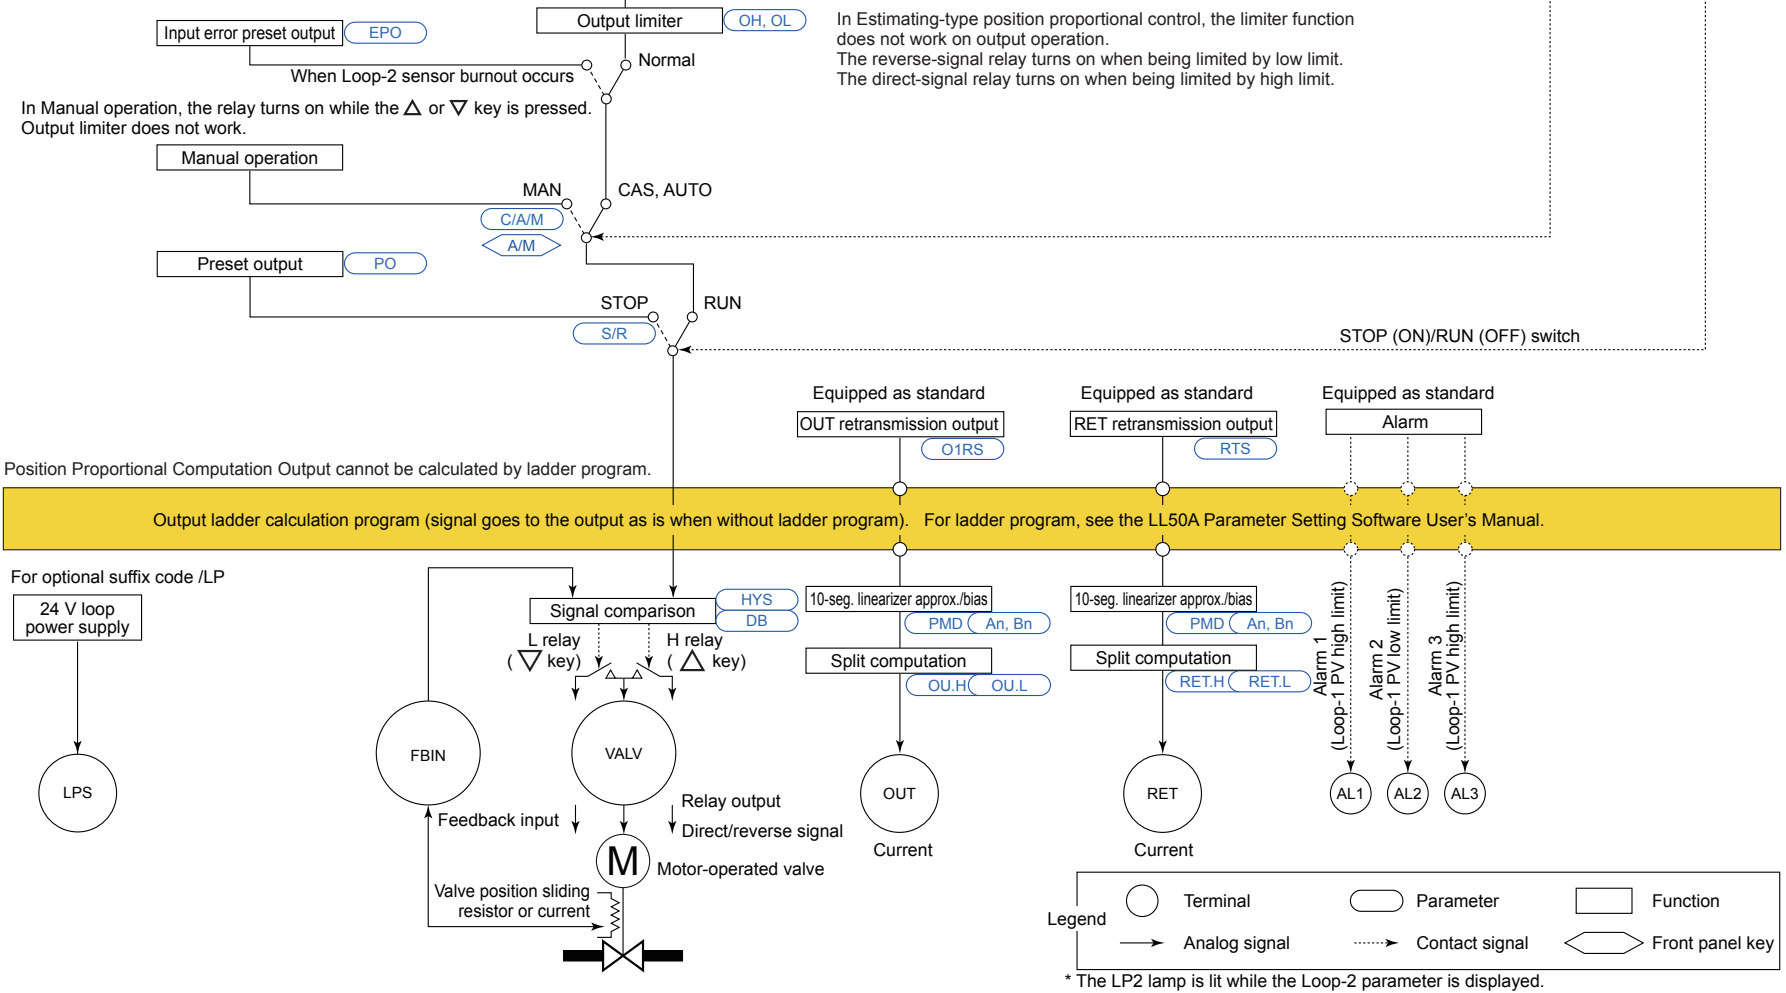 Output limiter
OH, OL
Input error preset output
EPO
In Estimating-type position proportional control, the limiter function
does not work on output operation.
The reverse-signal relay turns on when being limited by low limit.
The direct-signal relay turns on when being limited by high limit.
Normal
When Loop-2 sensor burnout occurs
In Manual operation, the relay turns on while the △ or ▽ key is pressed.
Output limiter does not work.
Manual operation
MAN
CAS, AUTO
C/A/M
A/M
Preset output
PO
STOP
RUN
S/R
STOP (ON)/RUN (OFF) switch
Equipped as standard
Equipped as standard
Equipped as standard
OUT retransmission output
RET retransmission output
Alarm
O1RS
RTS
Position Proportional Computation Output cannot be calculated by ladder program.
Output ladder calculation program (signal goes to the output as is when without ladder program). For ladder program, see the LL50A Parameter Setting Software User's Manual.
For optional suffix code /LP
24 V loop
power supply
Signal comparison
HYS
DB
10-seg. linearizer approx./bias
PMD
An, Bn
10-seg. linearizer approx./bias
PMD
An, Bn
L relay
( ▽ key)
H relay
( △ key)
Split computation
OU.H
OU.L
Split computation
RET.H
RET.L
Alarm 1
(Loop-1 PV high limit)
Alarm 2
(Loop-1 PV low limit)
Alarm 3
(Loop-1 PV high limit)
LPS
FBIN
VALV
OUT
RET
AL1
AL2
AL3
Feedback input
Relay output
Direct/reverse signal
Current
Current
M
Motor-operated valve
Valve position sliding
resistor or current
Legend
Terminal
Parameter
Function
Analog signal
Contact signal
Front panel key
* The LP2 lamp is lit while the Loop-2 parameter is displayed.